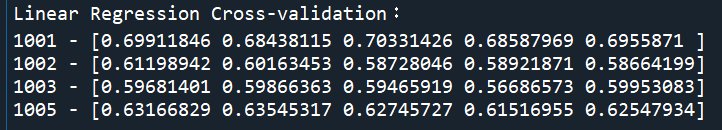 Linear Regression Cross-validation：
1001 - [0.69911846 0.68438115 0.70331426 0.68587969 0.6955871 ]
1002 - [0.61198942 0.60163453 0.58728046 0.58921871 0.58664199]
1003 - [0.59681401 0.59866363 0.59465919 0.56686573 0.59953083]
1005 - [0.63166829 0.63545317 0.62745727 0.61516955 0.62547934]